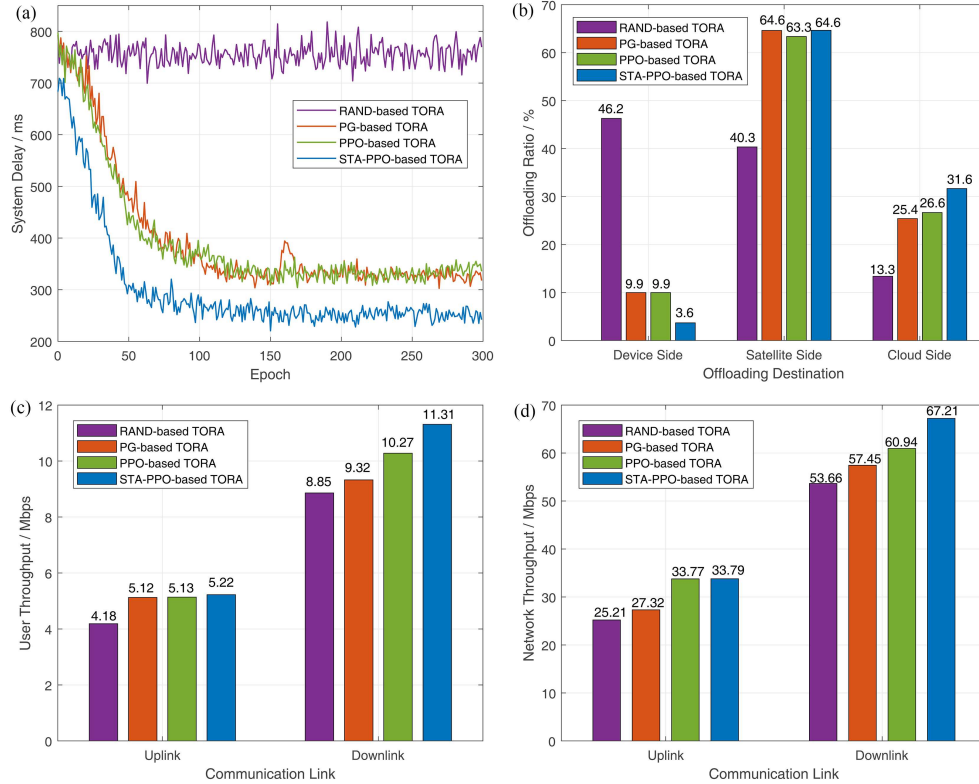 (a)
800
700
600
500
400
300
200
0
50
100
150
200
250
300
System Delay / ms
Epoch
RAND-based TORA
PG-based TORA
PPO-based TORA
STA-PPO-based TORA
(b)
70
60
50
40
30
20
10
0
Offloading Ratio / %
RAND-based TORA
PG-based TORA
PPO-based TORA
STA-PPO-based TORA
46.2
9.9
9.9
3.6
40.3
64.6
63.3
64.6
13.3
25.4
26.6
31.6
Device Side
Satellite Side
Cloud Side
Offloading Destination
(c)
12
10
8
6
4
2
0
User Throughput / Mbps
RAND-based TORA
PG-based TORA
PPO-based TORA
STA-PPO-based TORA
4.18
5.12
5.13
5.22
8.85
9.32
10.27
11.31
Uplink
Downlink
Communication Link
(d)
70
60
50
40
30
20
10
0
Network Throughput / Mbps
RAND-based TORA
PG-based TORA
PPO-based TORA
STA-PPO-based TORA
25.21
27.32
33.77
33.79
53.66
57.45
60.94
67.21
Uplink
Downlink
Communication Link